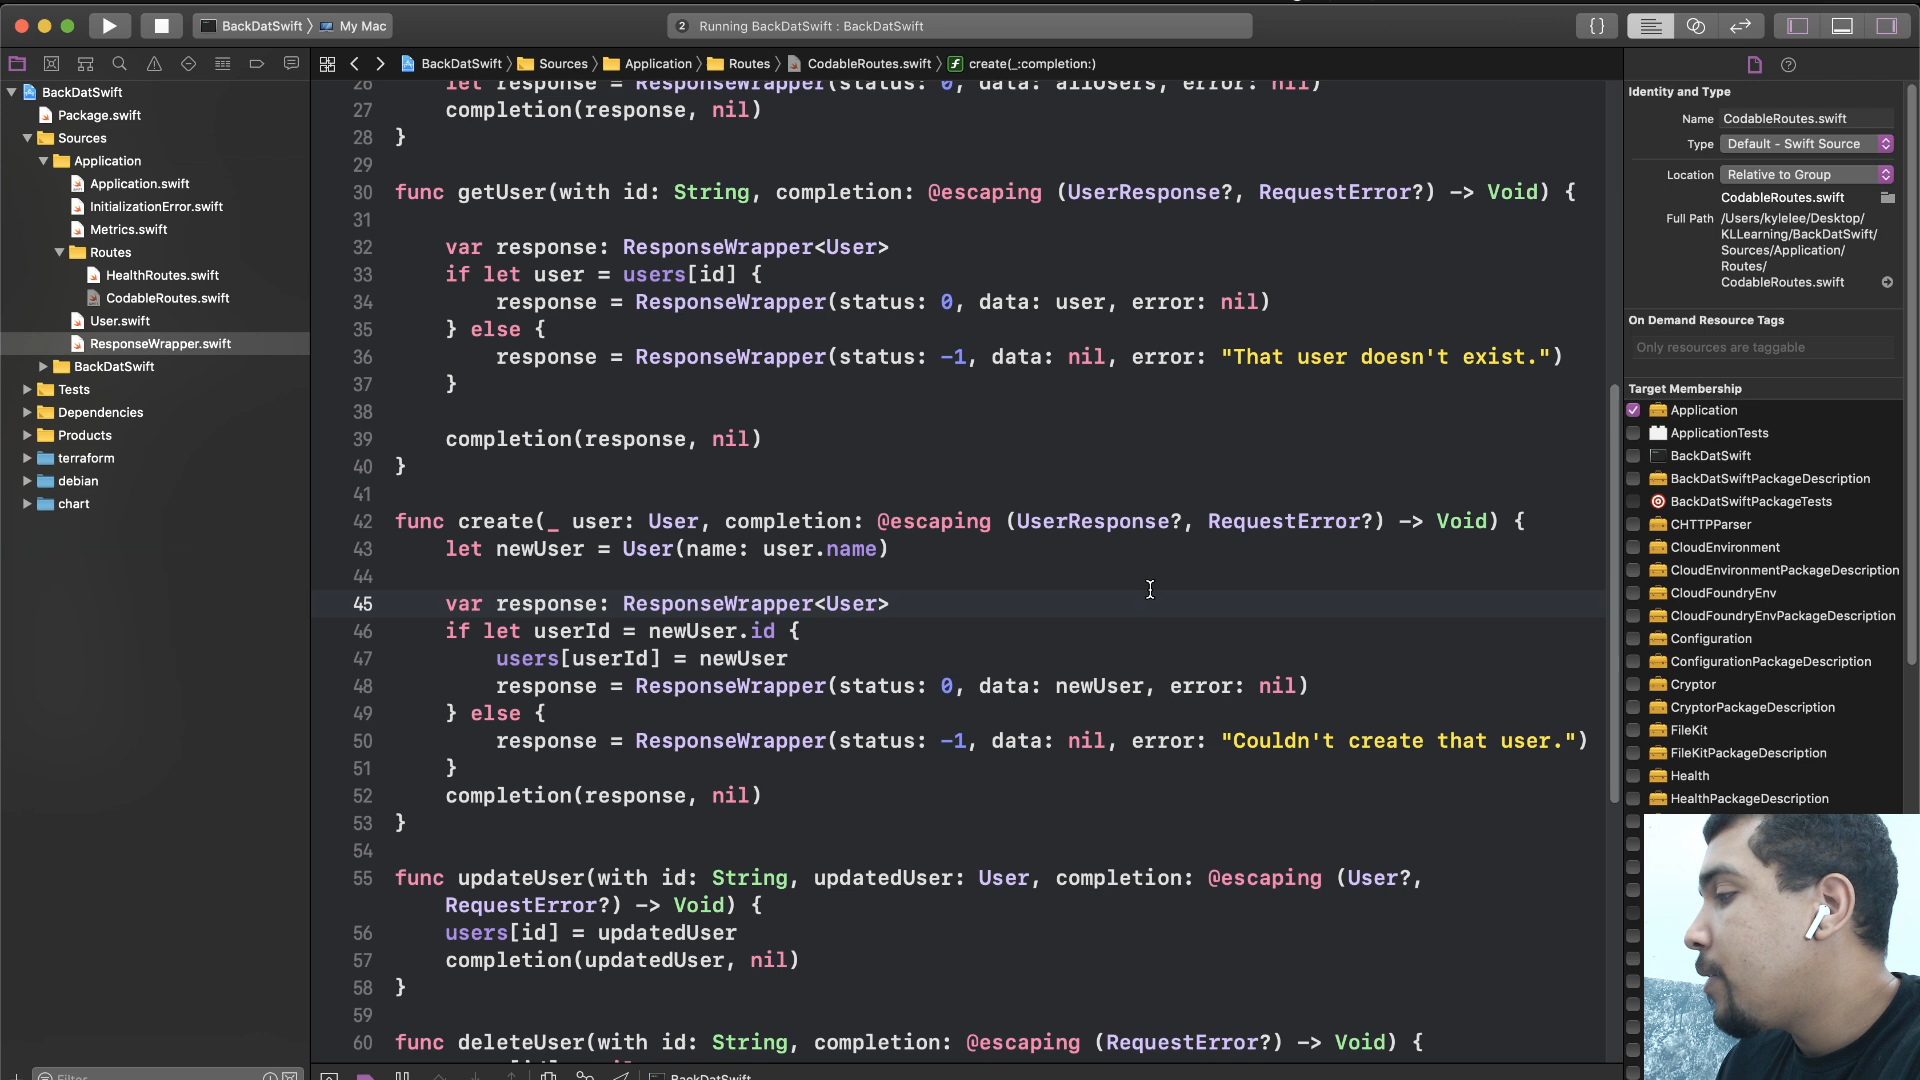 BackDatSwift
My Mac
2 Running BackDatSwift : BackDatSwift
{}
BackDatSwift
Package.swift
Sources
Application
Application.swift
InitializationError.swift
Metrics.swift
Routes
HealthRoutes.swift
CodableRoutes.swift
User.swift
ResponseWrapper.swift
BackDatSwift
Tests
Dependencies
Products
terraform
debian
chart
Filter
BackDatSwift Sources Application Routes CodableRoutes.swift create(_:completion:)
26 let response = ResponseWrapper(status: 0, data: allUsers, error: nil)
27 completion(response, nil)
28 }
29
30 func getUser(with id: String, completion: @escaping (UserResponse?, RequestError?) -> Void) {
31
32 var response: ResponseWrapper<User>
33 if let user = users[id] {
34 response = ResponseWrapper(status: 0, data: user, error: nil)
35 } else {
36 response = ResponseWrapper(status: -1, data: nil, error: "That user doesn't exist.")
37 }
38
39 completion(response, nil)
40 }
41
42 func create(_ user: User, completion: @escaping (UserResponse?, RequestError?) -> Void) {
43 let newUser = User(name: user.name)
44
45 var response: ResponseWrapper<User>
46 if let userId = newUser.id {
47 users[userId] = newUser
48 response = ResponseWrapper(status: 0, data: newUser, error: nil)
49 } else {
50 response = ResponseWrapper(status: -1, data: nil, error: "Couldn't create that user.")
51 }
52 completion(response, nil)
53 }
54
55 func updateUser(with id: String, updatedUser: User, completion: @escaping (User?,
RequestError?) -> Void) {
56 users[id] = updatedUser
57 completion(updatedUser, nil)
58 }
59
60 func deleteUser(with id: String, completion: @escaping (RequestError?) -> Void) {
BackDatSwift
Identity and Type
Name CodableRoutes.swift
Type Default - Swift Source
Location Relative to Group
CodableRoutes.swift
Full Path /Users/kylelee/Desktop/
KLLearning/BackDatSwift/
Sources/Application/
Routes/
CodableRoutes.swift
On Demand Resource Tags
Only resources are taggable
Target Membership
Application
ApplicationTests
BackDatSwift
BackDatSwiftPackageDescription
BackDatSwiftPackageTests
CHTTPParser
CloudEnvironment
CloudEnvironmentPackageDescription
CloudFoundryEnv
CloudFoundryEnvPackageDescription
Configuration
ConfigurationPackageDescription
Cryptor
CryptorPackageDescription
FileKit
FileKitPackageDescription
Health
HealthPackageDescription